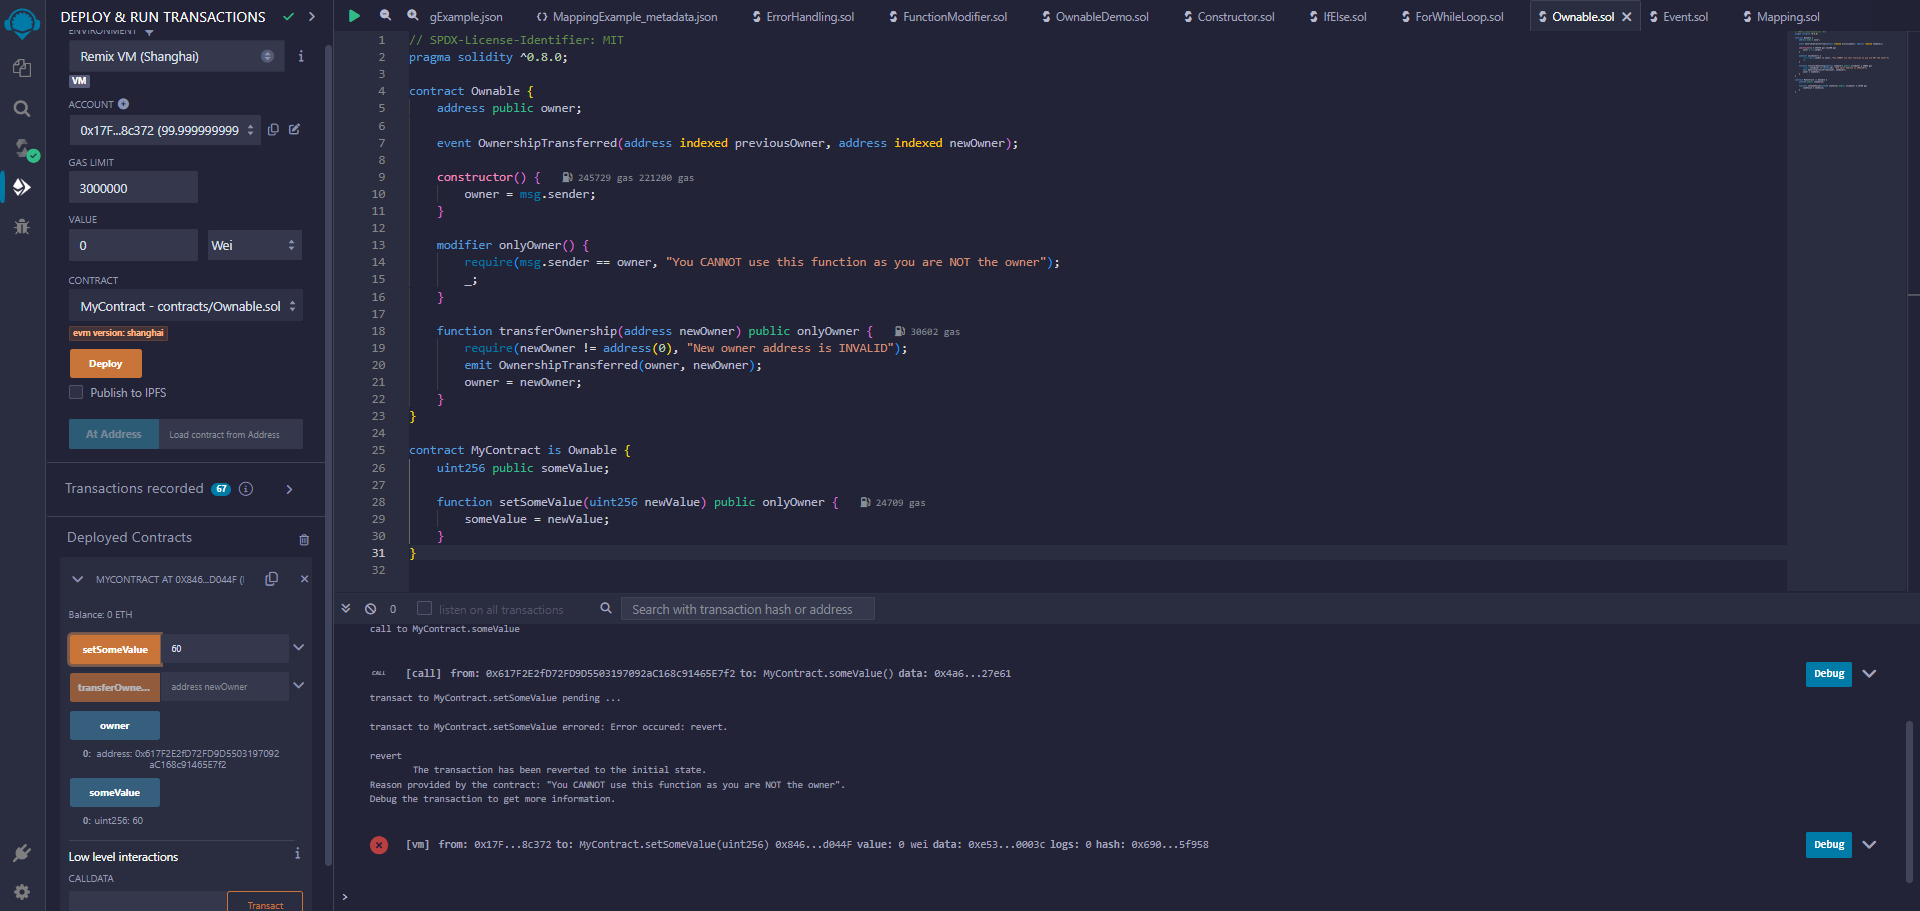 DEPLOY & RUN TRANSACTIONS
ENVIRONMENT
Remix VM (Shanghai)
VM
ACCOUNT
0x17F...8c372 (99.999999999
GAS LIMIT
3000000
VALUE
0
Wei
CONTRACT
MyContract - contracts/Ownable.sol
evm version: shanghai
Deploy
Publish to IPFS
At Address
Load contract from Address
Transactions recorded 67
Deployed Contracts
MYCONTRACT AT 0X846...D044F (
Balance: 0 ETH
setSomeValue 60
transferOwne... address newOwner
owner
0: address: 0x617F2E2fD72FD9D5503197092
aC168c91465E7f2
someValue
0: uint256: 60
Low level interactions
CALLDATA
Transact
gExample.json
MappingExample_metadata.json
ErrorHandling.sol
FunctionModifier.sol
OwnableDemo.sol
Constructor.sol
IfElse.sol
ForWhileLoop.sol
Ownable.sol
Event.sol
Mapping.sol
1 // SPDX-License-Identifier: MIT
2 pragma solidity ^0.8.0;
3
4 contract Ownable {
5 address public owner;
6
7 event OwnershipTransferred(address indexed previousOwner, address indexed newOwner);
8
9 constructor() { 245729 gas 221200 gas
10 owner = msg.sender;
11 }
12
13 modifier onlyOwner() {
14 require(msg.sender == owner, "You CANNOT use this function as you are NOT the owner");
15 _;
16 }
17
18 function transferOwnership(address newOwner) public onlyOwner { 30602 gas
19 require(newOwner != address(0), "New owner address is INVALID");
20 emit OwnershipTransferred(owner, newOwner);
21 owner = newOwner;
22 }
23 }
24
25 contract MyContract is Ownable {
26 uint256 public someValue;
27
28 function setSomeValue(uint256 newValue) public onlyOwner { 24709 gas
29 someValue = newValue;
30 }
31 }
32
0
listen on all transactions
Search with transaction hash or address
call to MyContract.someValue
CALL [call] from: 0x617F2E2fD72FD9D5503197092aC168c91465E7f2 to: MyContract.someValue() data: 0x4a6...27e61
Debug
transact to MyContract.setSomeValue pending ...
transact to MyContract.setSomeValue errored: Error occured: revert.
revert
The transaction has been reverted to the initial state.
Reason provided by the contract: "You CANNOT use this function as you are NOT the owner".
Debug the transaction to get more information.
[vm] from: 0x17F...8c372 to: MyContract.setSomeValue(uint256) 0x846...d044F value: 0 wei data: 0xe53...0003c logs: 0 hash: 0x690...5f958
Debug
>